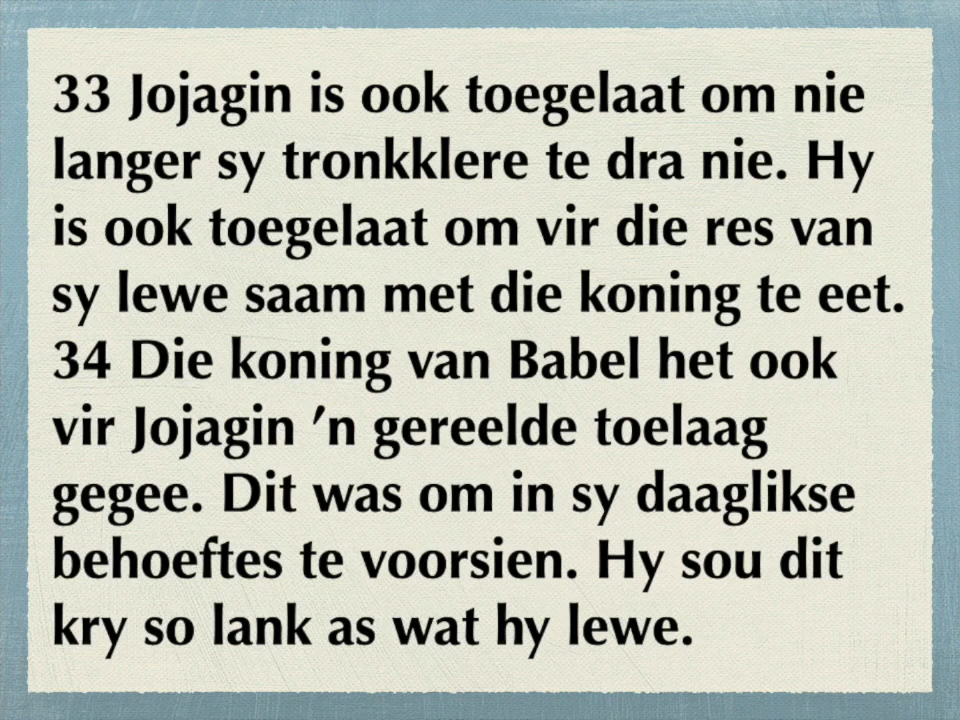 33 Jojagin is ook toegelaat om nie
langer sy tronkklere te dra nie. Hy
is ook toegelaat om vir die res van
sy lewe saam met die koning te eet.
34 Die koning van Babel het ook
vir Jojagin ’n gereelde toelaag
gegee. Dit was om in sy daaglikse
behoeftes te voorsien. Hy sou dit
kry so lank as wat hy lewe.